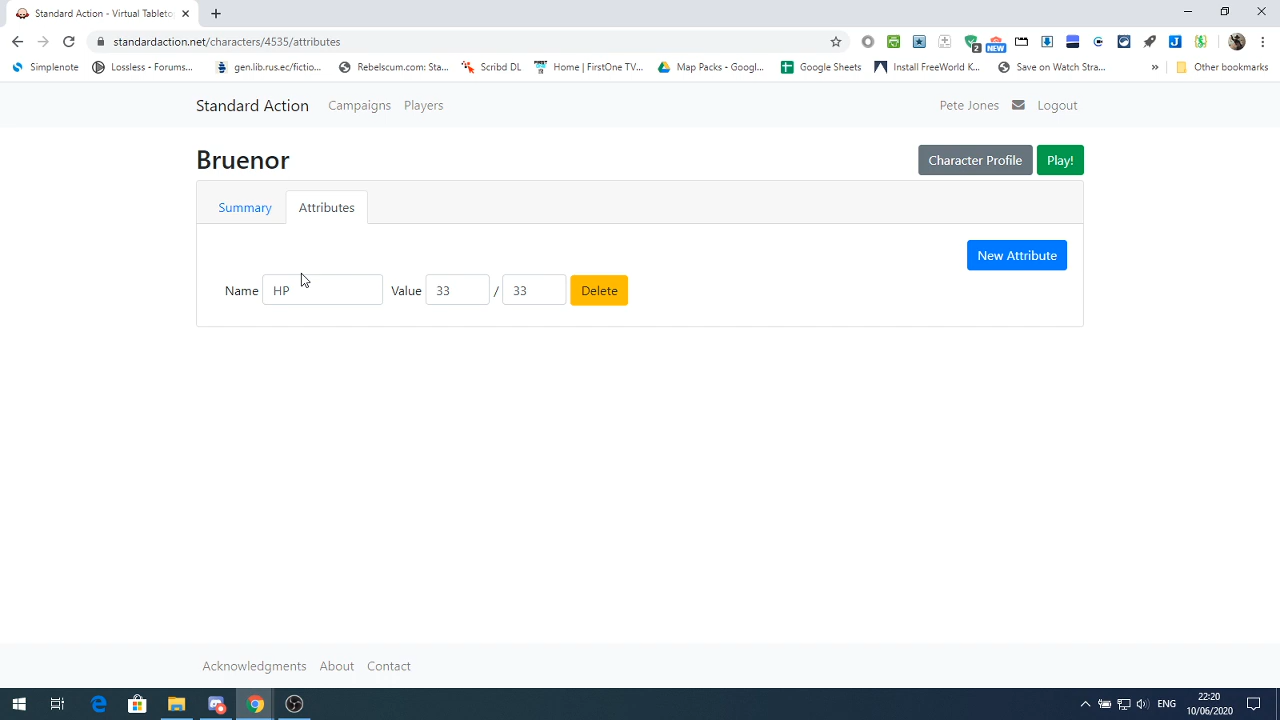 Standard Action - Virtual Tableto
standardaction.net/characters/4535/attributes
2
NEW
Simplenote
Lossless - Forums...
gen.lib.rus.ec/fictio...
Rebelscum.com: Sta...
Scribd DL
Home | FirstOne TV...
Map Packs - Googl...
Google Sheets
Install FreeWorld K...
Save on Watch Stra...
»
Other bookmarks
Standard Action
Campaigns
Players
Pete Jones
Logout
Bruenor
Character Profile
Play!
Summary
Attributes
New Attribute
Name HP Value 33 / 33 Delete
Acknowledgments
About
Contact
ENG
22:20
10/06/2020